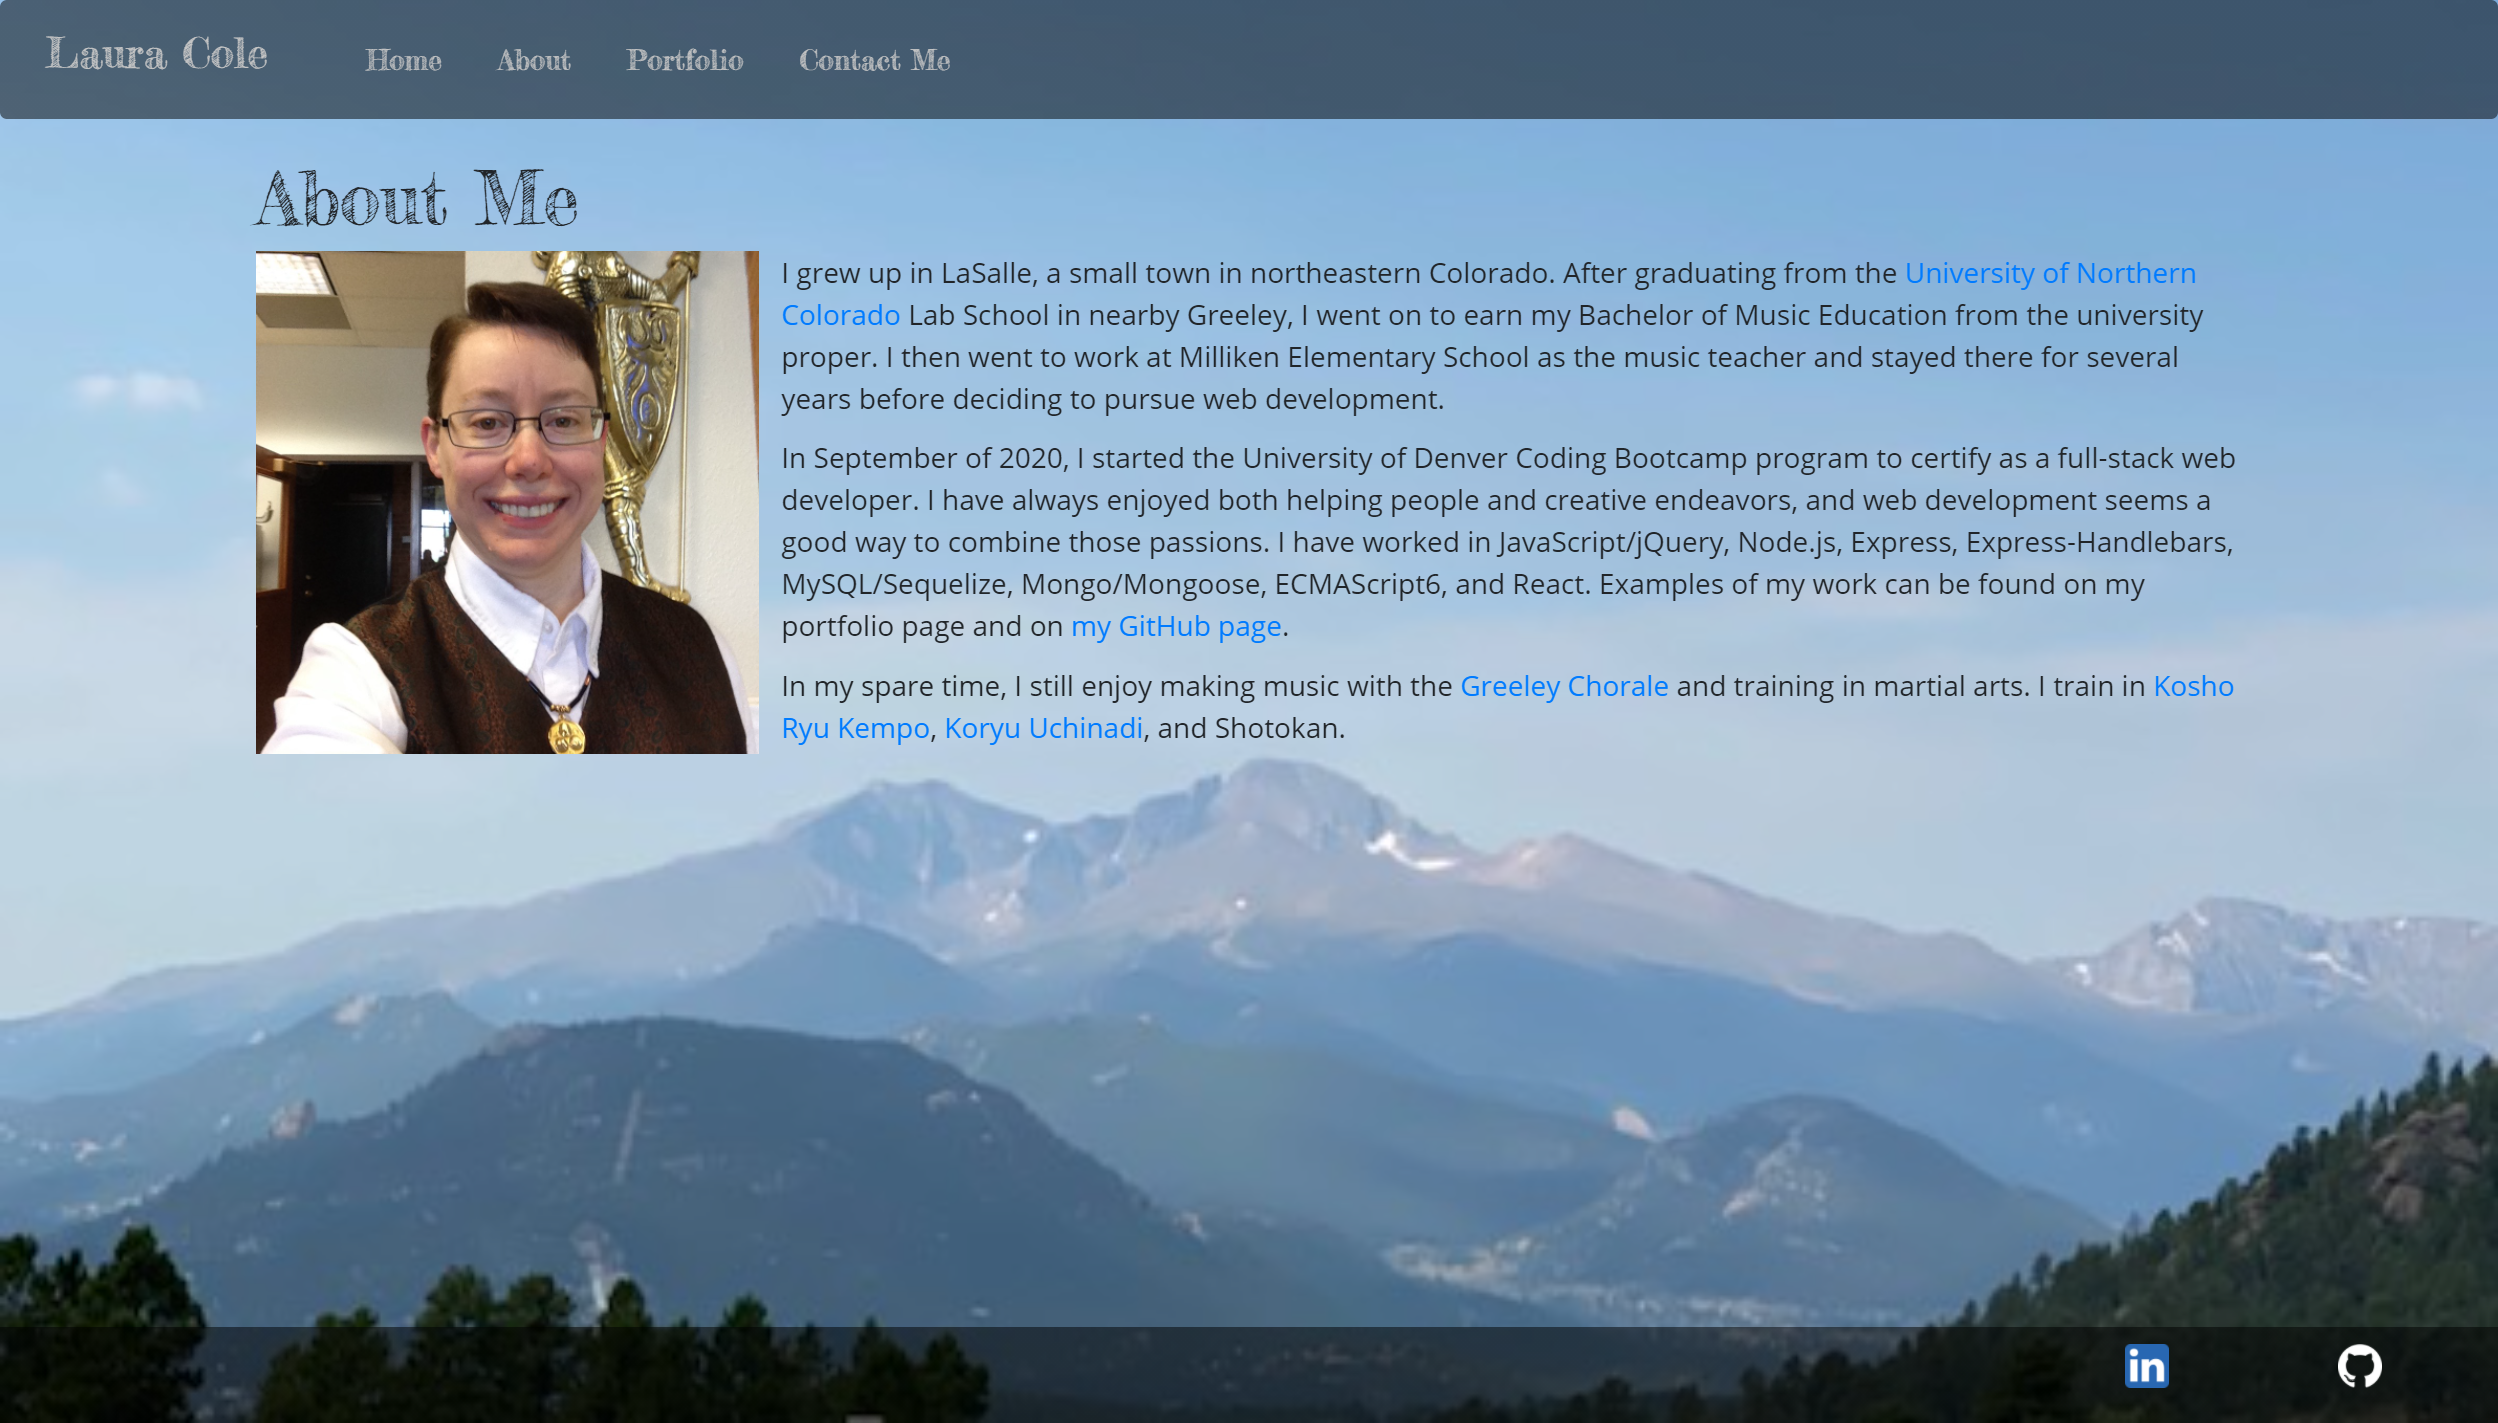 Laura Cole Home About Portfolio Contact Me
About Me
I grew up in LaSalle, a small town in northeastern Colorado. After graduating from the University of Northern
Colorado Lab School in nearby Greeley, I went on to earn my Bachelor of Music Education from the university
proper. I then went to work at Milliken Elementary School as the music teacher and stayed there for several
years before deciding to pursue web development.
In September of 2020, I started the University of Denver Coding Bootcamp program to certify as a full-stack web
developer. I have always enjoyed both helping people and creative endeavors, and web development seems a
good way to combine those passions. I have worked in JavaScript/jQuery, Node.js, Express, Express-Handlebars,
MySQL/Sequelize, Mongo/Mongoose, ECMAScript6, and React. Examples of my work can be found on my
portfolio page and on my GitHub page.
In my spare time, I still enjoy making music with the Greeley Chorale and training in martial arts. I train in Kosho
Ryu Kempo, Koryu Uchinadi, and Shotokan.
in